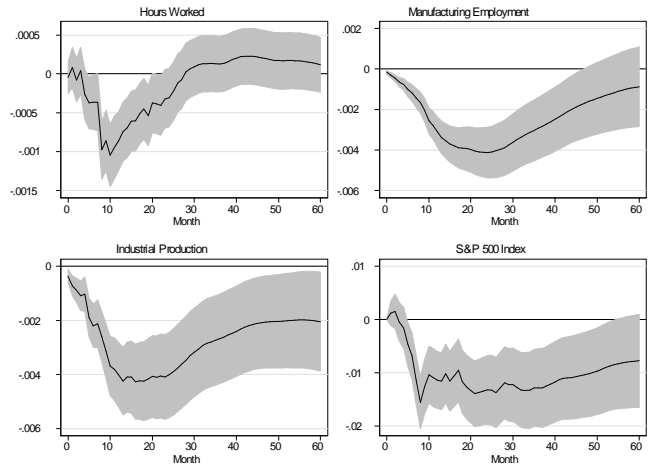 Hours Worked
.0005
0
-.0005
-.001
-.0015
0 10 20 30 40 50 60
Month
Manufacturing Employment
.002
0
-.002
-.004
-.006
0 10 20 30 40 50 60
Month
Industrial Production
0
-.002
-.004
-.006
0 10 20 30 40 50 60
Month
S&P 500 Index
.01
0
-.01
-.02
0 10 20 30 40 50 60
Month